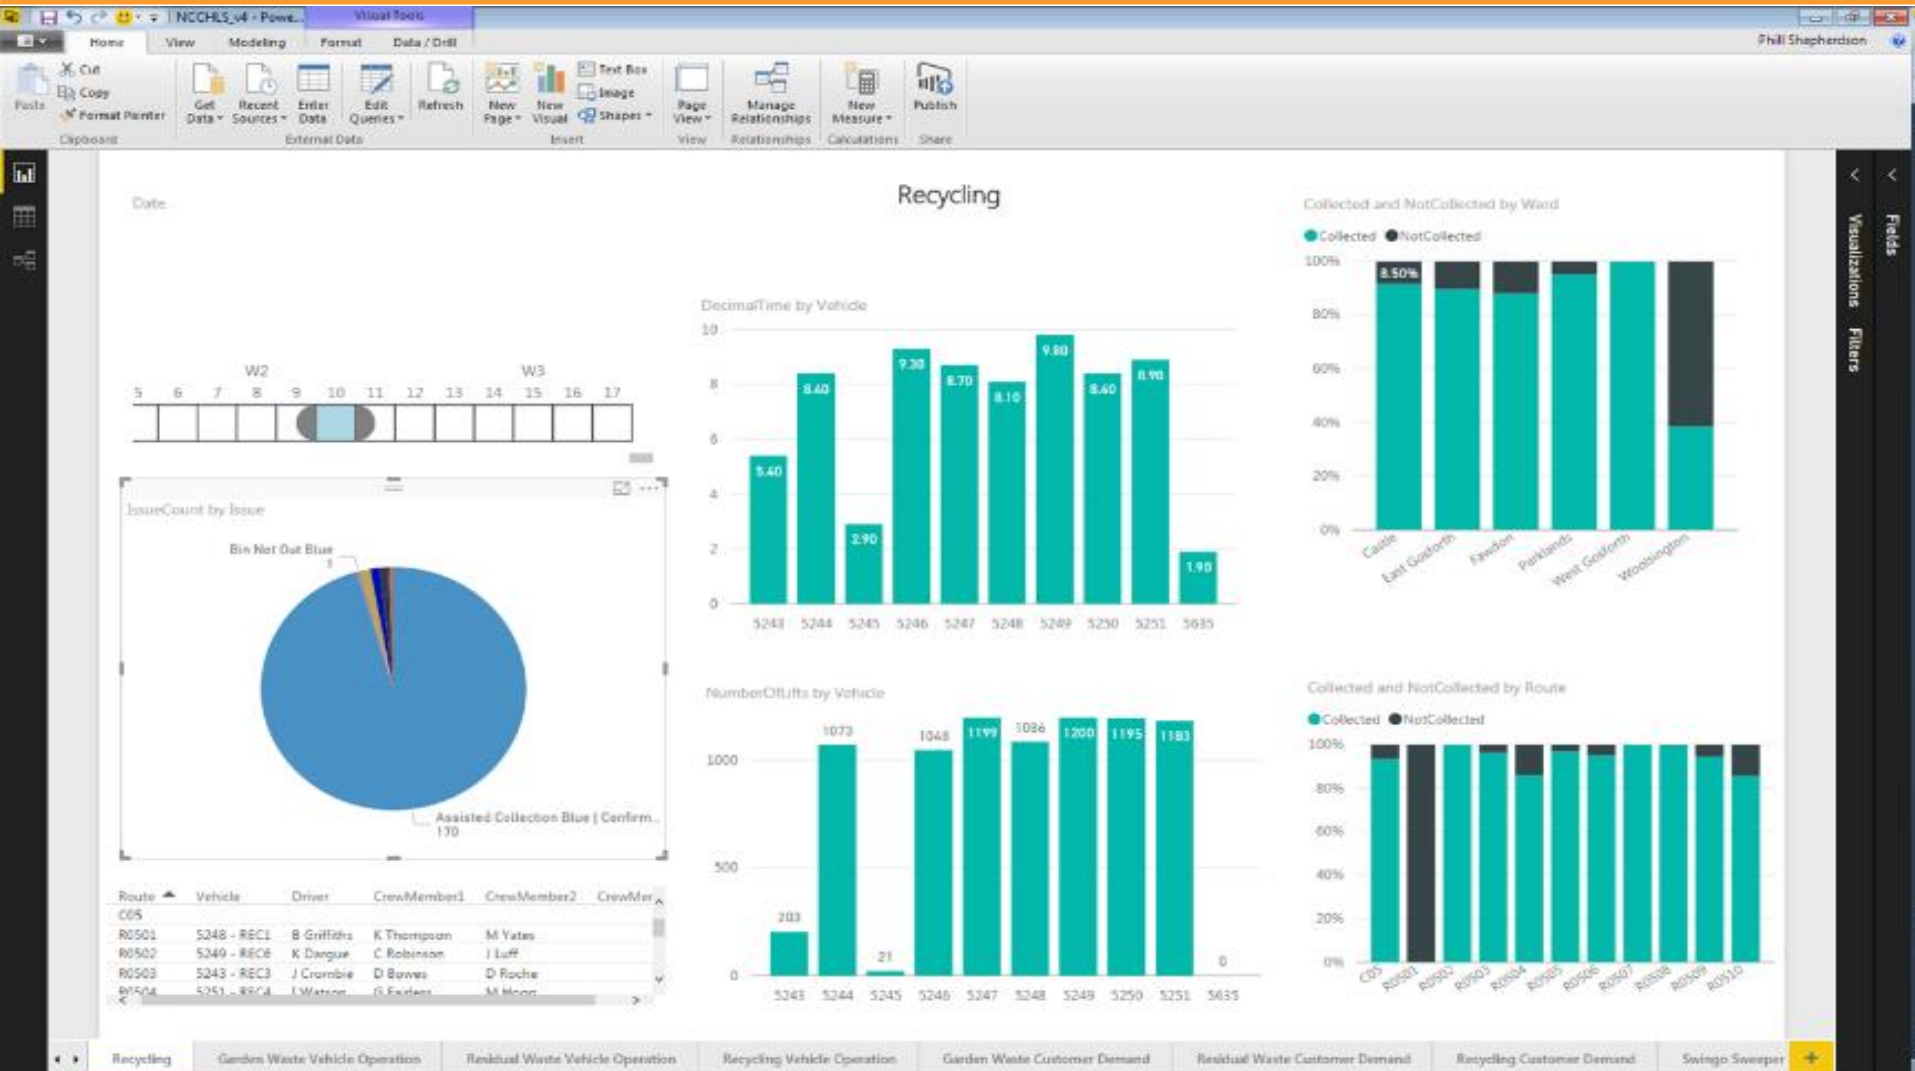 NCCHLS_v4 - Powe... Visual Tools
Home View Modeling Format Data / Drill Phill Shepherdson
Paste
Cut
Copy
Format Painter
Clipboard
Get Data
Recent Sources
Enter Data
Edit Queries
External Data
Refresh
New Page
New Visual
Text Box
Image
Shapes
Insert
Page View
View
Manage Relationships
Relationships
New Measure
Calculations
Publish
Share
Visualizations Filters
Fields
Recycling
Date
W2 W3
5 6 7 8 9 10 11 12 13 14 15 16 17
IssueCount by Issue
Bin Not Out Blue
1
Assisted Collection Blue | Confirm...
170
Route Vehicle Driver CrewMember1 CrewMember2 CrewMer
C05
R0501 5248 - REC1 B Griffiths K Thompson M Yates
R0502 5249 - REC6 K Dargue C Robinson J Luff
R0503 5243 - REC3 J Crombie D Bowes D Roche
R0504 5251 - REC4
DecimalTime by Vehicle
10
8
6
4
2
0
5.40 8.40 2.90 9.30 8.70 8.10 9.80 8.40 8.90 1.90
5243 5244 5245 5246 5247 5248 5249 5250 5251 5635
NumberOfLifts by Vehicle
1000
500
0
203 1073 21 1048 1199 1086 1200 1195 1183 0
5243 5244 5245 5246 5247 5248 5249 5250 5251 5635
Collected and NotCollected by Ward
Collected NotCollected
100%
80%
60%
40%
20%
0%
8.50%
Castle East Gosforth Fawdon Parklands West Gosforth Woolsington
Collected and NotCollected by Route
Collected NotCollected
100%
80%
60%
40%
20%
0%
C05 R0501 R0502 R0503 R0504 R0505 R0506 R0507 R0508 R0509 R0510
Recycling Garden Waste Vehicle Operation Residual Waste Vehicle Operation Recycling Vehicle Operation Garden Waste Customer Demand Residual Waste Customer Demand Recycling Customer Demand Swingo Sweeper